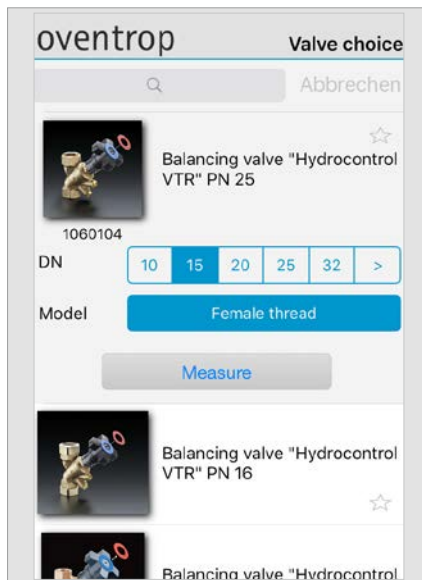 oventrop
Valve choice
Abbrechen
Balancing valve "Hydrocontrol
VTR" PN 25
1060104
DN
10 15 20 25 32 >
Model
Female thread
Measure
Balancing valve "Hydrocontrol
VTR" PN 16
Balancing valve "Hydrocontrol